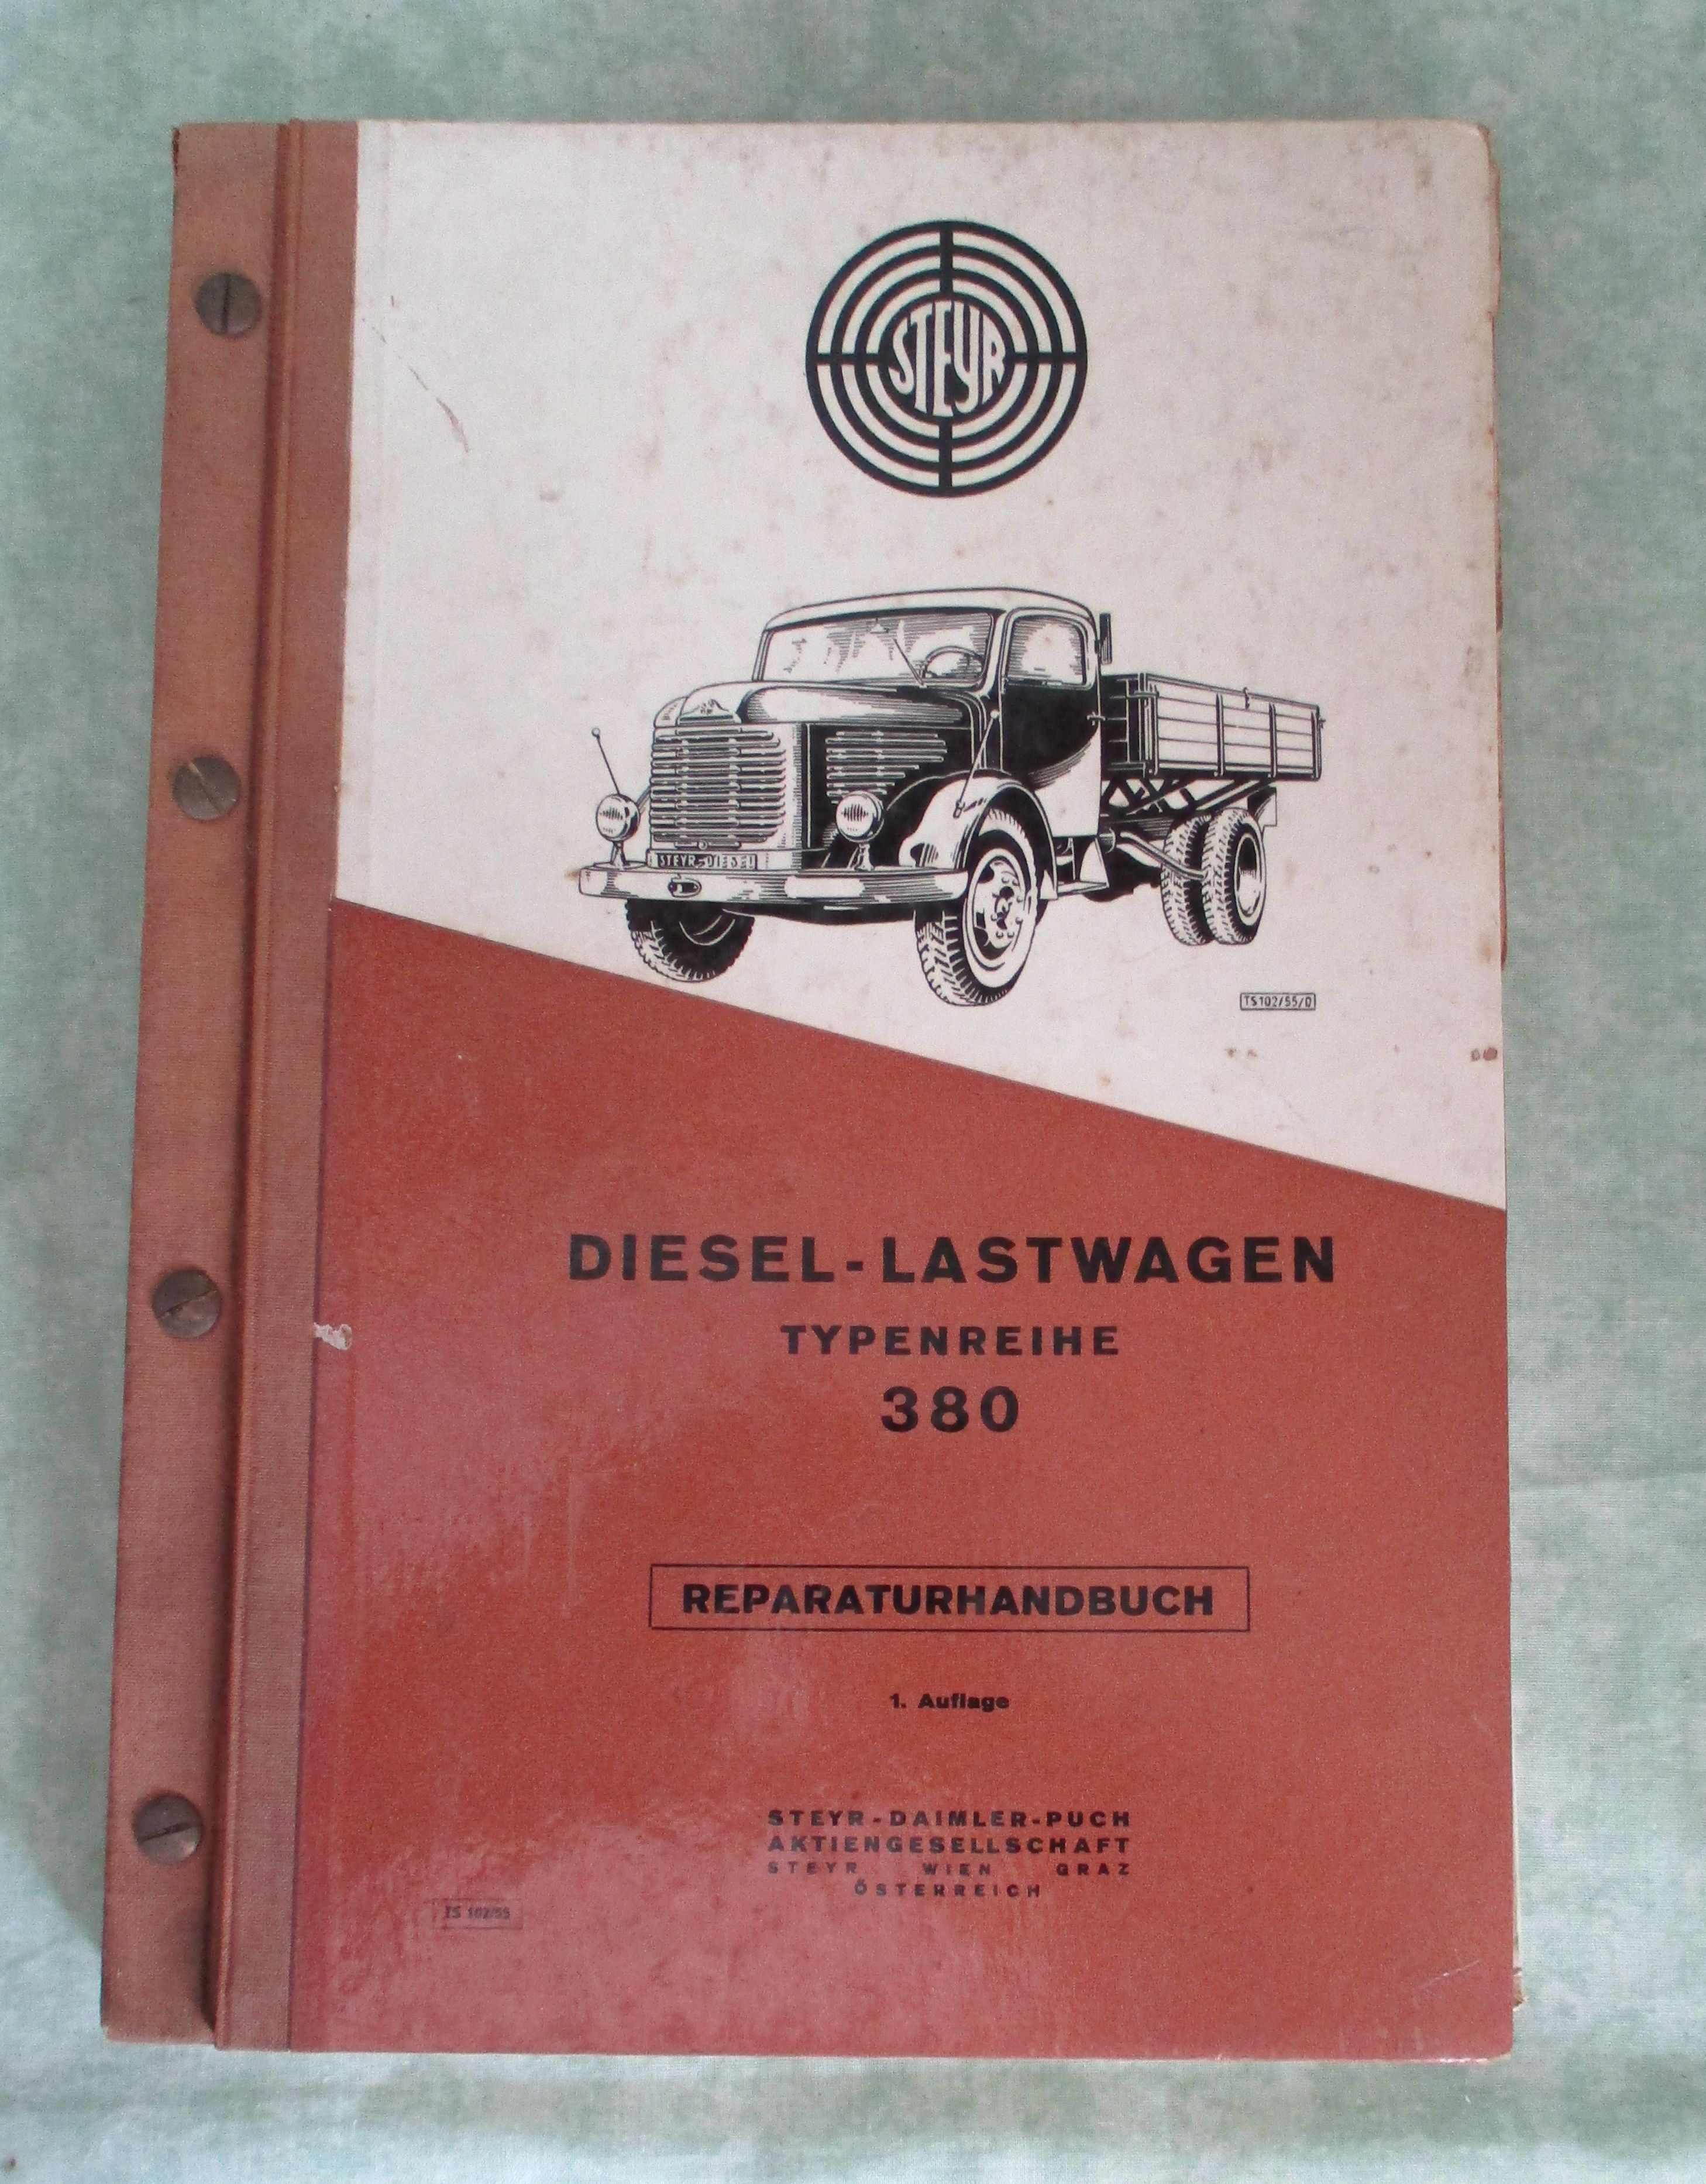 STEYR
STEYR-DIESEL
TS102/55/0
DIESEL-LASTWAGEN
TYPENREIHE
380
REPARATURHANDBUCH
1. Auflage
STEYR-DAIMLER-PUCH
AKTIENGESELLSCHAFT
STEYR WIEN GRAZ
ÖSTERREICH
TS 102/55